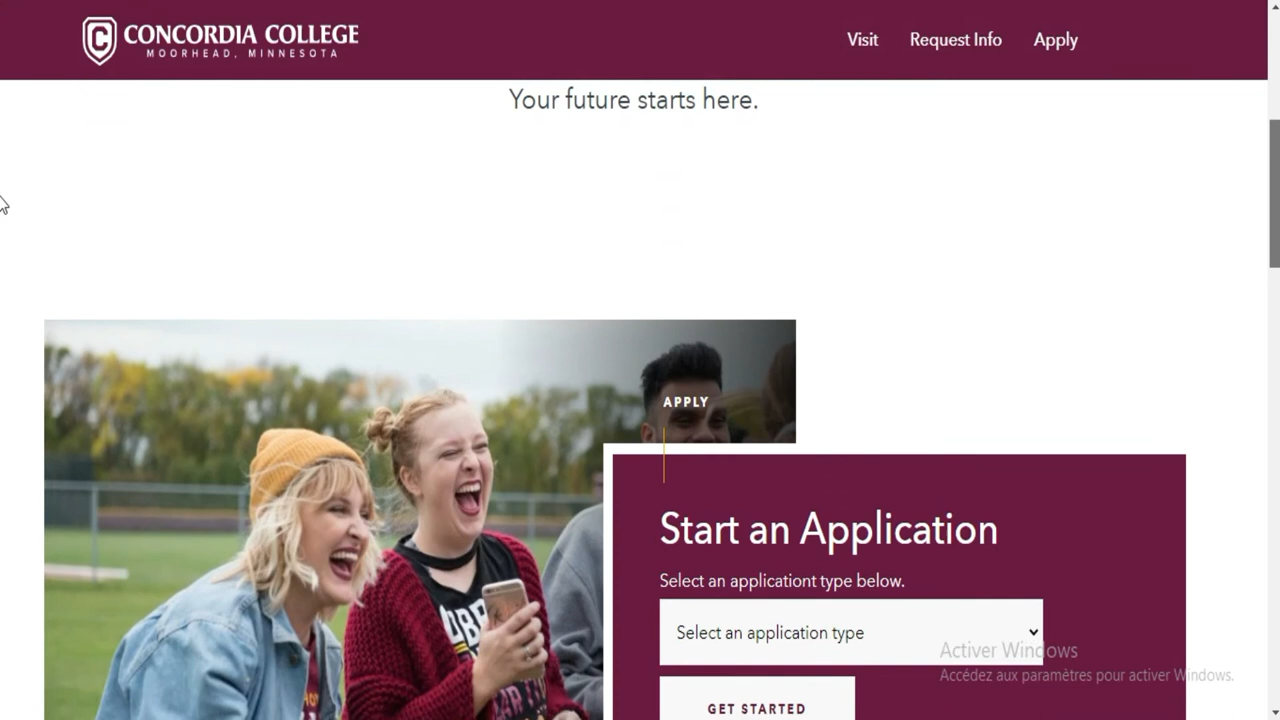 CONCORDIA COLLEGE
MOORHEAD, MINNESOTA
Visit
Request Info
Apply
Your future starts here.
APPLY
Start an Application
Select an applicationt type below.
Select an application type
GET STARTED
Activer Windows
Accédez aux paramètres pour activer Windows.